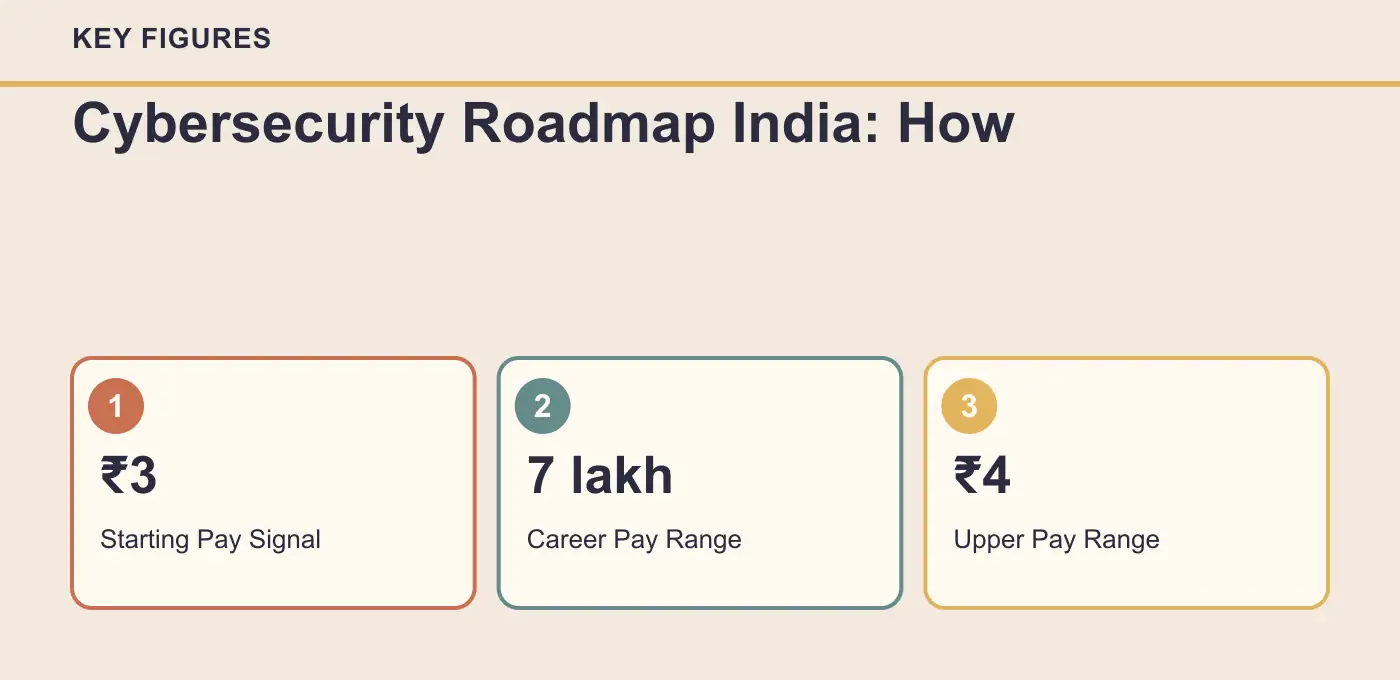 KEY FIGURES
Cybersecurity Roadmap India: How
1
₹3
Starting Pay Signal
2
7 lakh
Career Pay Range
3
₹4
Upper Pay Range